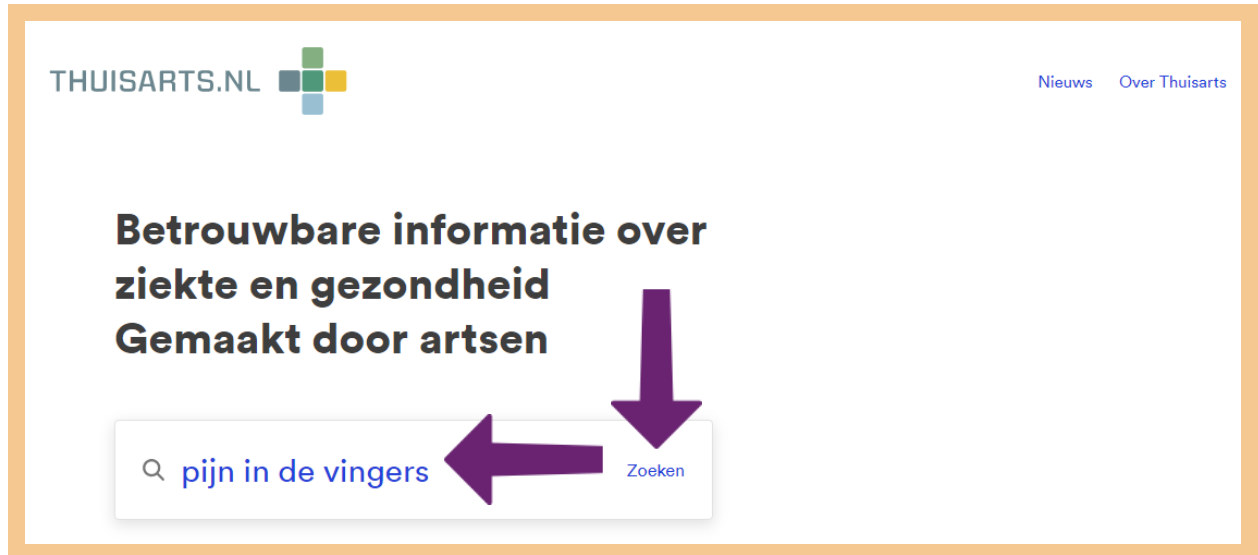 THUISARTS.NL
Nieuws Over Thuisarts
Betrouwbare informatie over
ziekte en gezondheid
Gemaakt door artsen
pijn in de vingers Zoeken